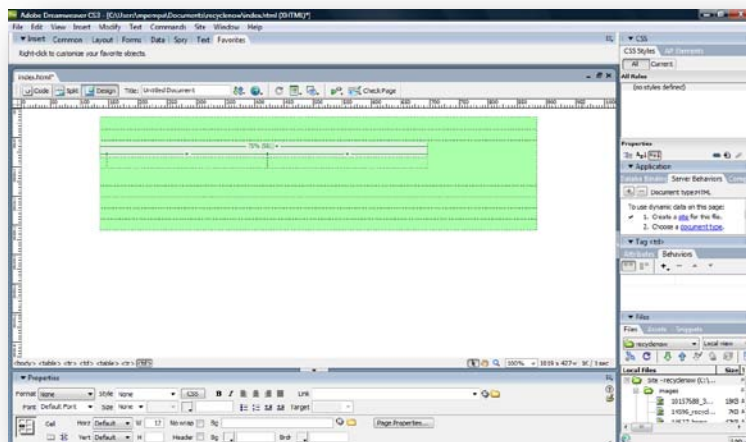 Adobe Dreamweaver CS3 - [C:\Users\mpempui\Documents\recyclenow\index.html (XHTML)*]
File Edit View Insert Modify Text Commands Site Window Help
▼ Insert Common Layout Forms Data Spry Text Favorites
Right-click to customize your favorite objects.
index.html*
Code Split Design Title: Untitled Document Check Page
75%
<body> <table> <tr> <td> <table> <tr> <td>
100%
1 sec
▼ Properties
Format None Style None CSS B I Link
Font Default Font Size None Target
Cell Horz Default W 17 No wrap Bg Page Properties...
Vert Default H Header Bg Brdr
▼ CSS
CSS Styles AP Elements
All Current
All Rules
(no styles defined)
Properties
▼ Application
Server Behaviors
Document type:HTML
To use dynamic data on this page:
1. Create a site for this file.
2. Choose a document type.
▼ Tag <td>
Attributes Behaviors
▼ Files
Files Assets Snippets
recyclenow Local view
Local Files Size
Site - recyclenow (C:\...
images